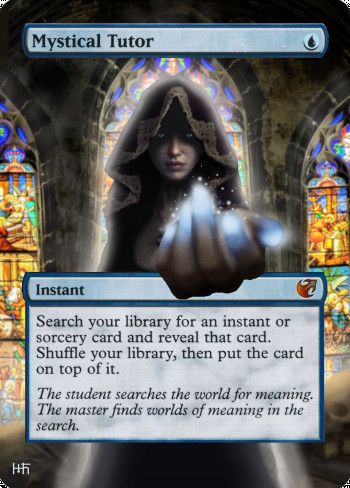 Mystical Tutor
Instant
Search your library for an instant or
sorcery card and reveal that card.
Shuffle your library, then put the card
on top of it.
The student searches the world for meaning.
The master finds worlds of meaning in the
search.